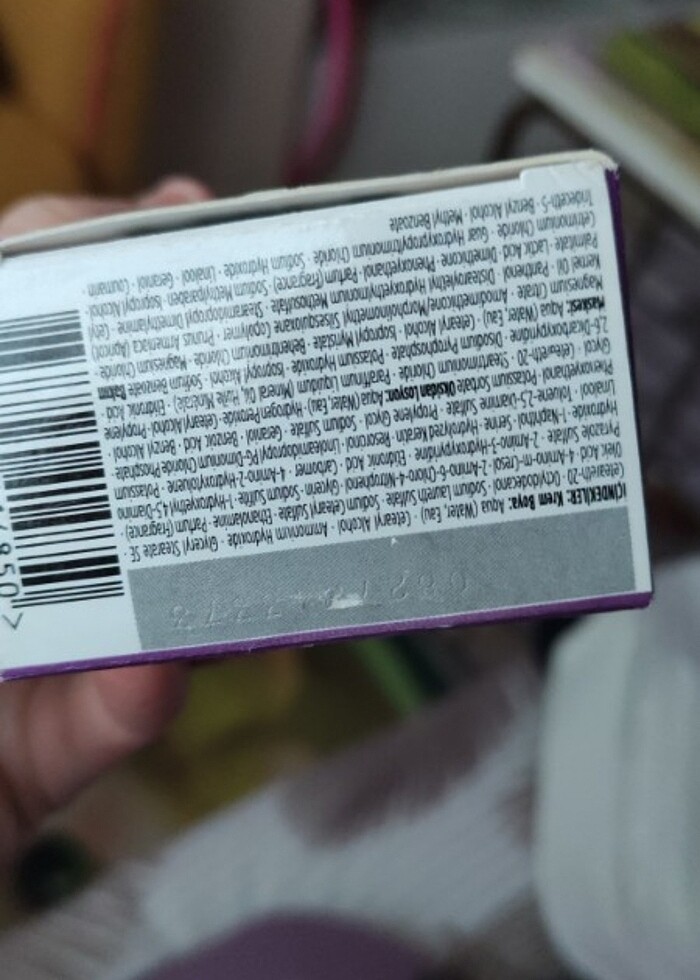 İÇİNDEKİLER: Krem Boya: Aqua (Water, Eau) · Cetearyl Alcohol · Ammonium Hydroxide · Glyceryl Stearate SE ·
Ceteareth-20 · Octyldodecanol · Sodium Laureth Sulfate · Ethanolamine · Parfum (Fragrance) ·
Oleic Acid · 4-Amino-m-Cresol · 2-Amino-6-Chloro-4-Nitrophenol · Glycerin · Sodium Cetearyl Sulfate · Sodium Sulfite · 1-Hydroxyethyl 4,5-Diamino
Pyrazole Sulfate · 2-Amino-3-Hydroxypyridine · Etidronic Acid · Carbomer · 4-Amino-2-Hydroxytoluene · Potassium
Hydroxide · 1-Naphthol · Serine · Hydrolyzed Keratin · Resorcinol · Linoleamidopropyl PG-Dimonium Chloride Phosphate ·
Linalool · Toluene-2,5-Diamine Sulfate · Propylene Glycol · Sodium Sulfate · Geraniol · Benzoic Acid ·
Phenoxyethanol · Potassium Sorbate Oksidan Losyon: Aqua (Water, Eau) · Hydrogen Peroxide · Cetearyl Alcohol · Propylene
Glycol · Ceteareth-20 · Steartrimonium Chloride · Paraffinum Liquidum (Mineral Oil, Huile Minérale) · Etidronic Acid ·
2,6-Dicarboxypyridine · Disodium Pyrophosphate · Potassium Hydroxide · Isopropyl Alcohol · Sodium Benzoate Bakım
Maskesi: Aqua (Water, Eau) · Cetearyl Alcohol · Isopropyl Myristate · Behentrimonium Chloride · Magnesium Chloride
Magnesium Citrate · Amodimethicone/Morpholinomethyl Silsesquioxane Copolymer · Prunus Armeniaca (Apricot)
Kernel Oil · Panthenol · Distearoylethyl Hydroxyethylmonium Methosulfate · Stearamidopropyl Dimethylamine · Cetyl
Palmitate · Lactic Acid · Dimethicone · Phenoxyethanol · Parfum (Fragrance) · Sodium Methylparaben · Isopropyl Alcohol
Cetrimonium Chloride · Guar Hydroxypropyltrimonium Chloride · Sodium Hydroxide · Linalool · Geraniol · Coumarin
Trideceth-5 · Benzyl Alcohol · Methyl Benzoate